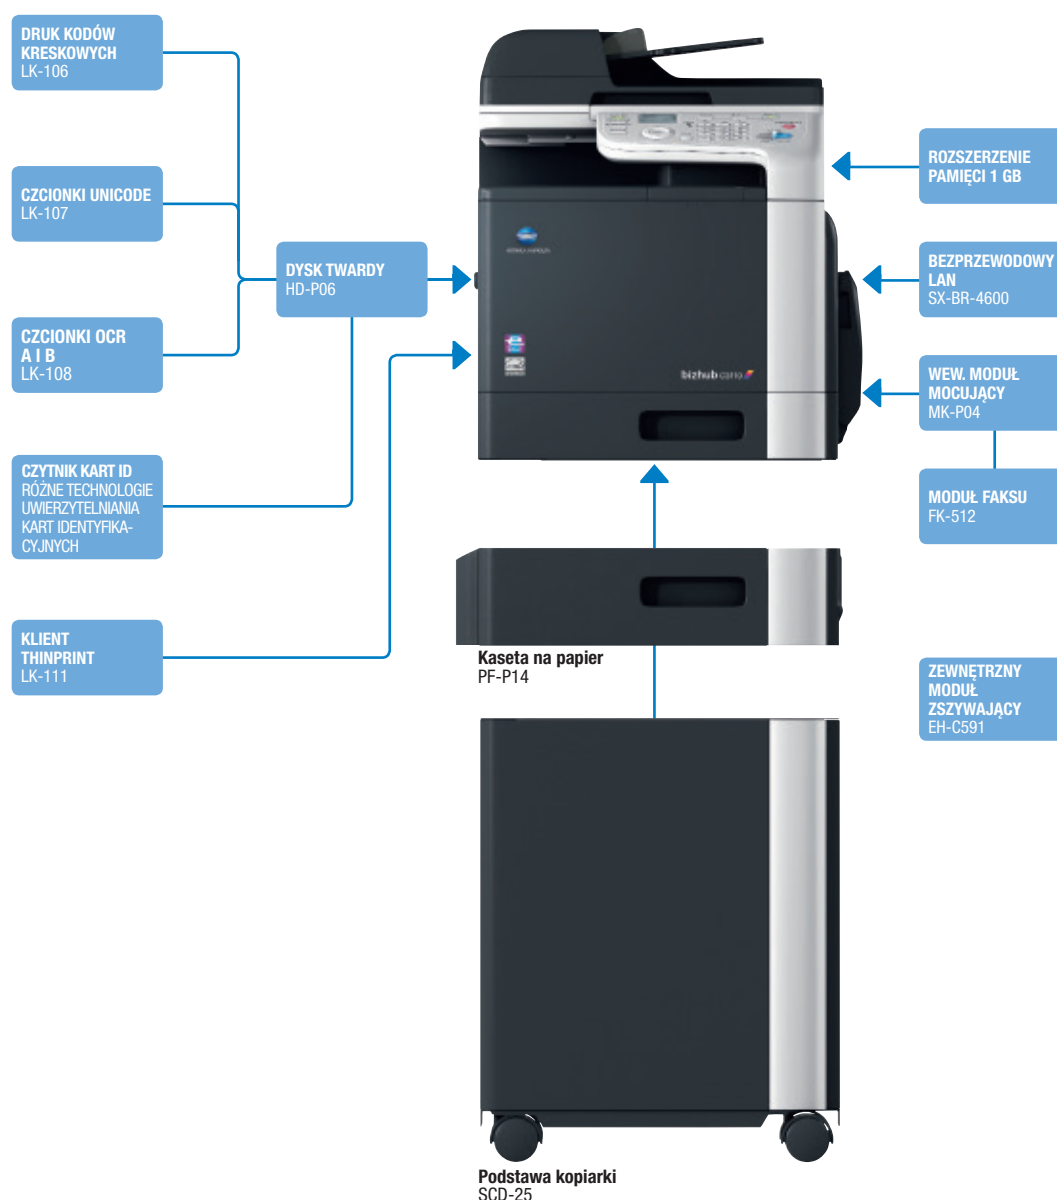 DRUK KODÓW
KRESKOWYCH
LK-106
CZCIONKI UNICODE
LK-107
CZCIONKI OCR
A I B
LK-108
CZYTNIK KART ID
RÓŻNE TECHNOLOGIE
UWIERZYTELNIANIA
KART IDENTYFIKA-
CYJNYCH
KLIENT
THINPRINT
LK-111
DYSK TWARDY
HD-P06
KONICA MINOLTA
bizhub
Kaseta na papier
PF-P14
Podstawa kopiarki
SCD-25
ROZSZERZENIE
PAMIĘCI 1 GB
BEZPRZEWODOWY
LAN
SX-BR-4600
WEW. MODUŁ
MOCUJĄCY
MK-P04
MODUŁ FAKSU
FK-512
ZEWNĘTRZNY
MODUŁ
ZSZYWAJĄCY
EH-C591